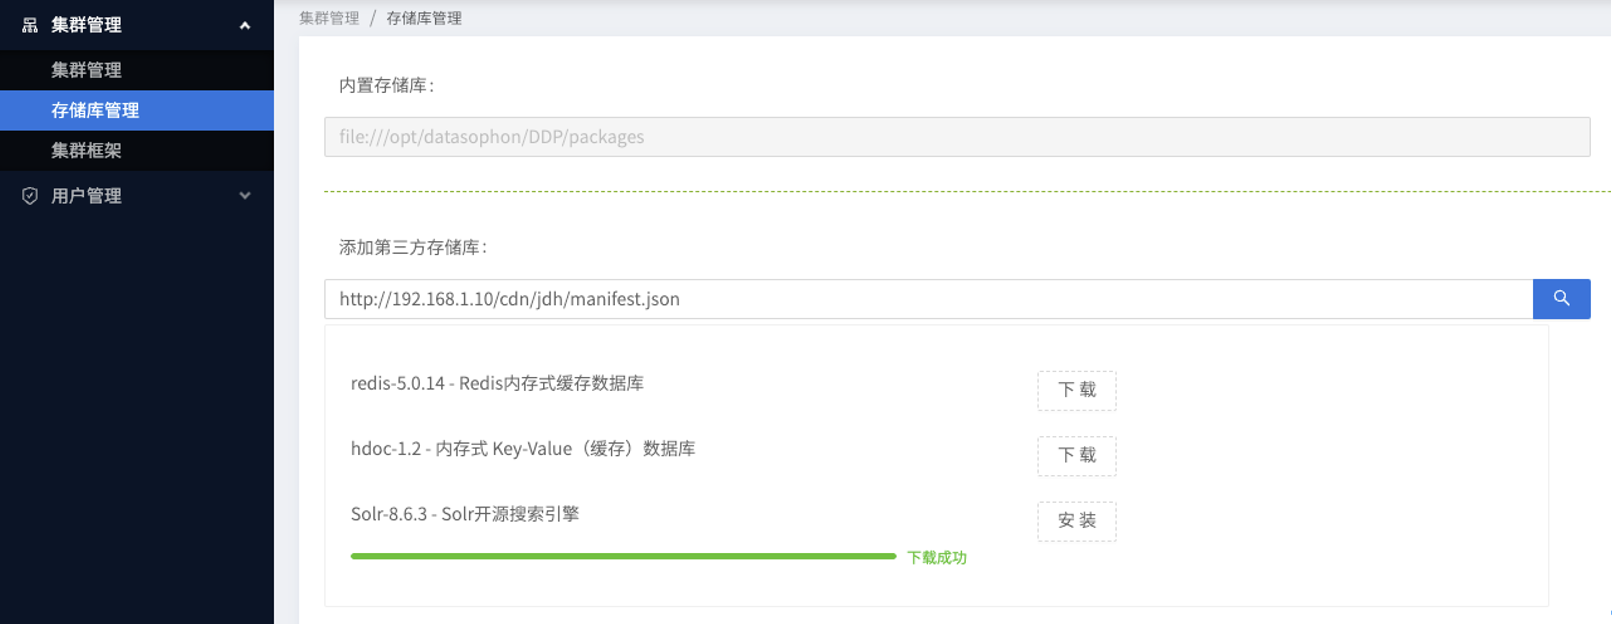 集群管理
集群管理
存储库管理
集群框架
用户管理
集群管理 / 存储库管理
内置存储库:
file:///opt/datasophon/DDP/packages
添加第三方存储库:
http://192.168.1.10/cdn/jdh/manifest.json
redis-5.0.14 - Redis内存式缓存数据库 下 载
hdoc-1.2 - 内存式 Key-Value（缓存）数据库 下 载
Solr-8.6.3 - Solr开源搜索引擎 安 装
下载成功